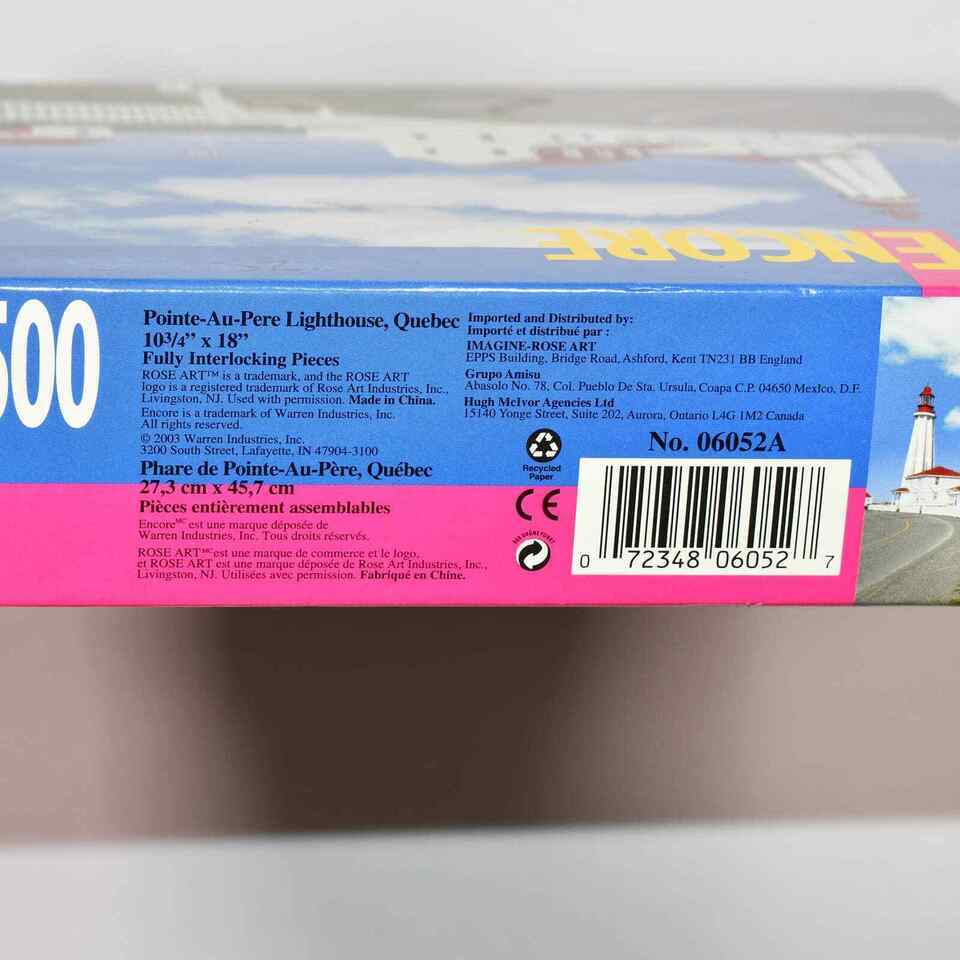 ENCORE
500
Pointe-Au-Pere Lighthouse, Quebec
10¾” x 18”
Fully Interlocking Pieces
ROSE ART™ is a trademark, and the ROSE ART
logo is a registered trademark of Rose Art Industries, Inc.,
Livingston, NJ. Used with permission. Made in China.
Encore is a trademark of Warren Industries, Inc.
All rights reserved.
© 2003 Warren Industries, Inc.
3200 South Street, Lafayette, IN 47904-3100
Phare de Pointe-Au-Père, Québec
27,3 cm x 45,7 cm
Pièces entièrement assemblables
Encore MC est une marque déposée de
Warren Industries, Inc. Tous droits réservés.
ROSE ART MC est une marque de commerce et le logo,
et ROSE ART est une marque déposée de Rose Art Industries, Inc.,
Livingston, NJ. Utilisées avec permission. Fabriqué en Chine.
Imported and Distributed by:
Importé et distribué par :
IMAGINE-ROSE ART
EPPS Building, Bridge Road, Ashford, Kent TN231 BB England
Grupo Amisu
Abasolo No. 78, Col. Pueblo De Sta. Ursula, Coapa C.P. 04650 Mexico, D.F.
Hugh McIvor Agencies Ltd
15140 Yonge Street, Suite 202, Aurora, Ontario L4G 1M2 Canada
No. 06052A
Recycled
Paper
CE
0 72348 06052 7